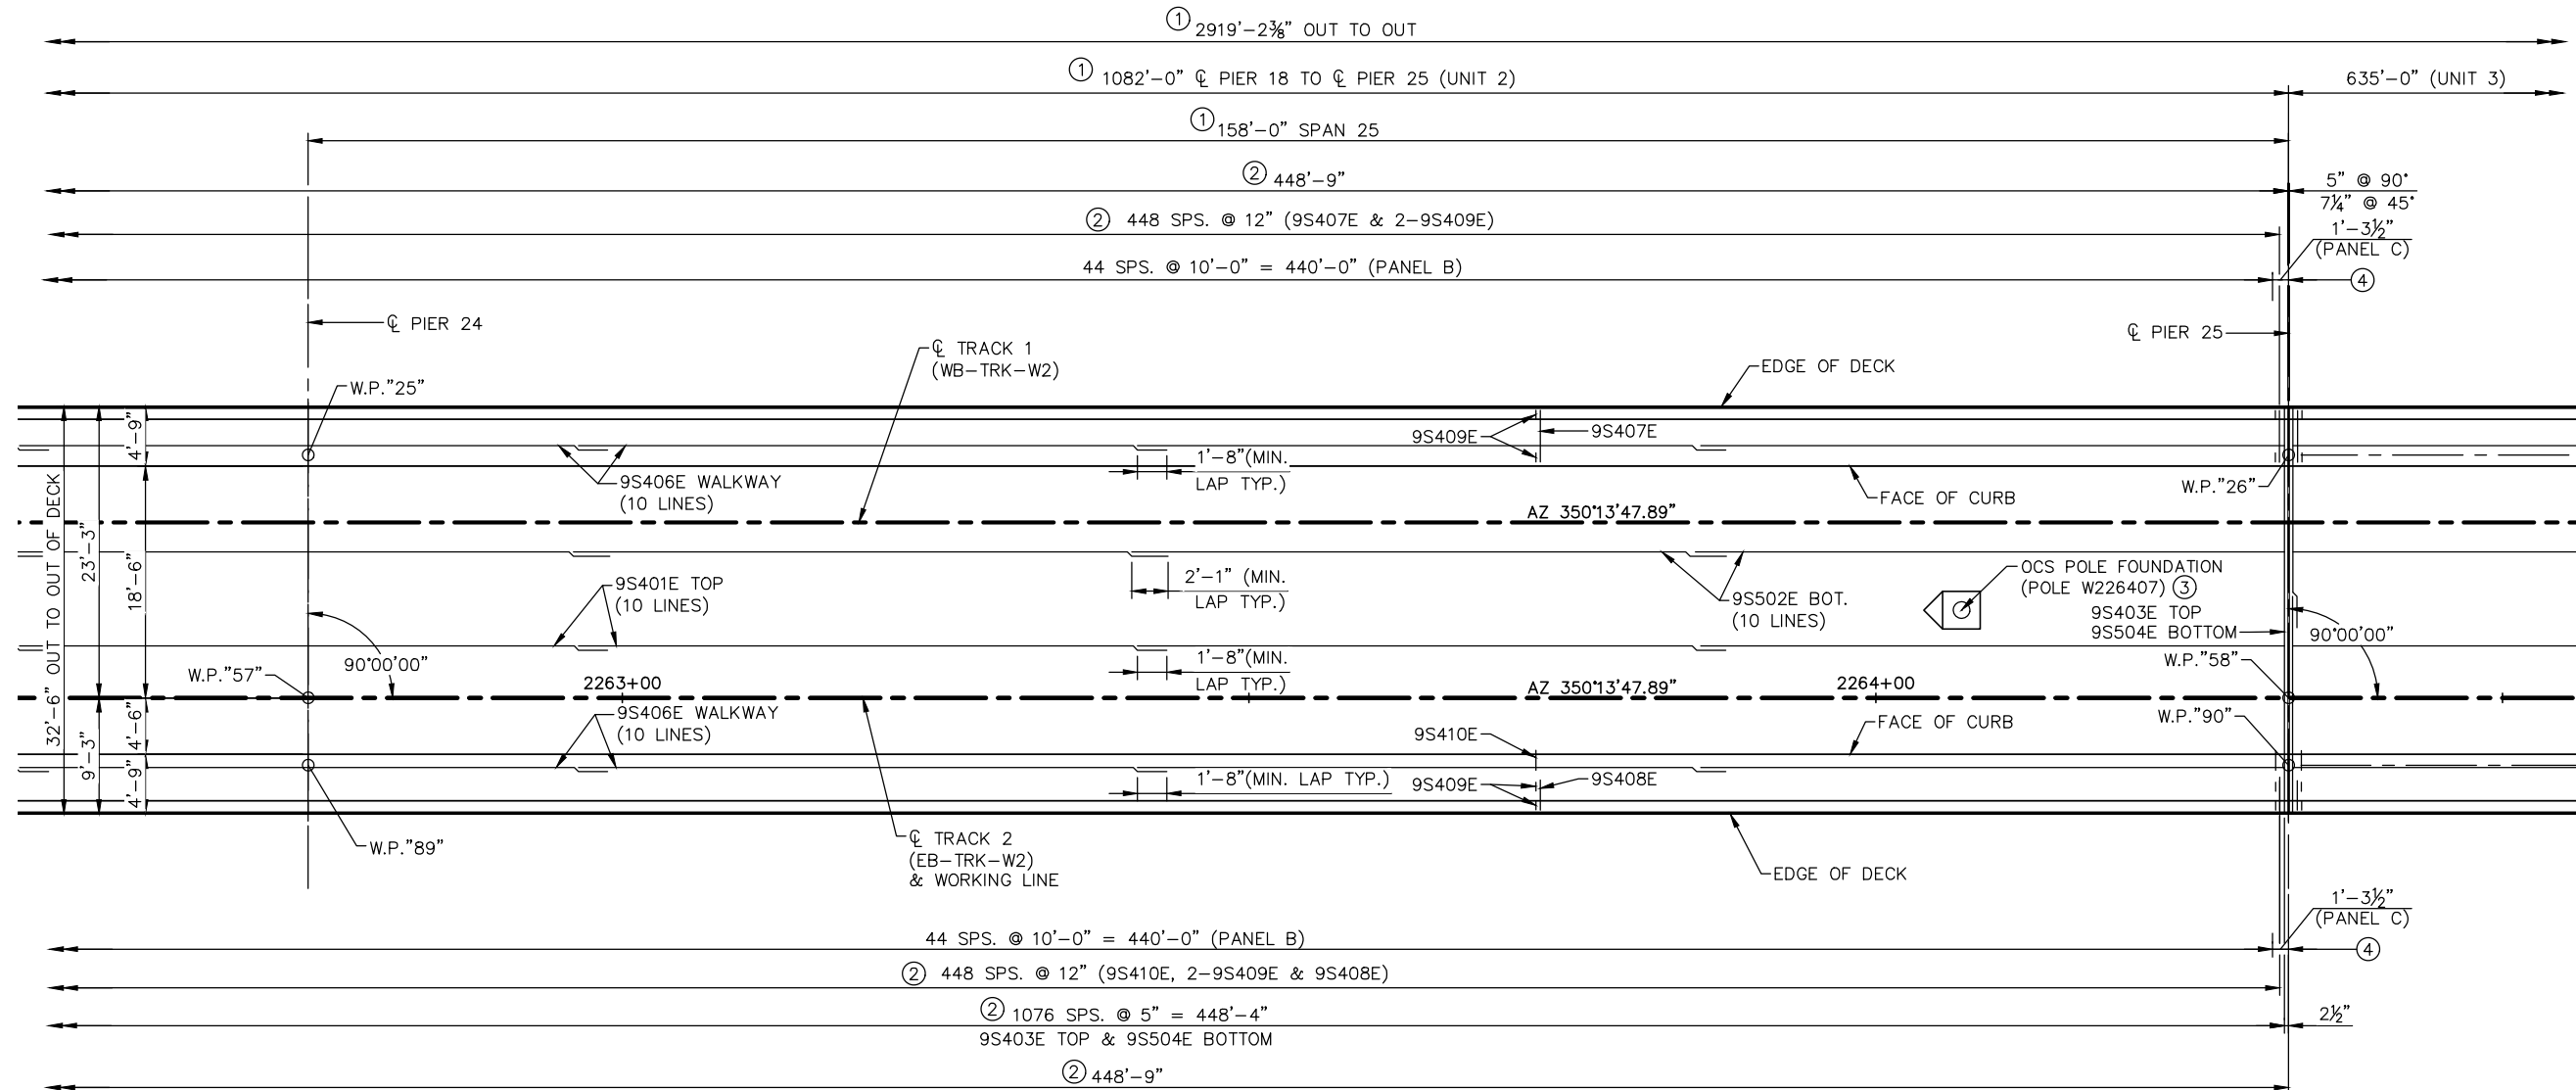 ① 2919'-2⅜" OUT TO OUT
① 1082'-0" ℄ PIER 18 TO ℄ PIER 25 (UNIT 2)
635'-0" (UNIT 3)
① 158'-0" SPAN 25
② 448'-9"
5" @ 90°
7¼" @ 45°
② 448 SPS. @ 12" (9S407E & 2-9S409E)
1'-3½"
(PANEL C)
44 SPS. @ 10'-0" = 440'-0" (PANEL B)
④
℄ PIER 24
℄ PIER 25
℄ TRACK 1
(WB-TRK-W2)
EDGE OF DECK
W.P."25"
4'-9"
9S409E
9S407E
1'-8"(MIN.
LAP TYP.)
9S406E WALKWAY
(10 LINES)
W.P."26"
FACE OF CURB
AZ 350°13'47.89"
32'-6" OUT TO OUT OF DECK
23'-3"
18'-6"
9S401E TOP
(10 LINES)
2'-1" (MIN.
LAP TYP.)
9S502E BOT.
(10 LINES)
OCS POLE FOUNDATION
(POLE W226407) ③
9S403E TOP
9S504E BOTTOM
90°00'00"
90°00'00"
1'-8"(MIN.
LAP TYP.)
W.P."57"
W.P."58"
2263+00
AZ 350°13'47.89"
2264+00
9S406E WALKWAY
(10 LINES)
4'-6"
9'-3"
4'-9"
9S410E
FACE OF CURB
W.P."90"
1'-8"(MIN. LAP TYP.)
9S409E
9S408E
W.P."89"
℄ TRACK 2
(EB-TRK-W2)
& WORKING LINE
EDGE OF DECK
1'-3½"
(PANEL C)
44 SPS. @ 10'-0" = 440'-0" (PANEL B)
④
② 448 SPS. @ 12" (9S410E, 2-9S409E & 9S408E)
② 1076 SPS. @ 5" = 448'-4"
2½"
9S403E TOP & 9S504E BOTTOM
② 448'-9"